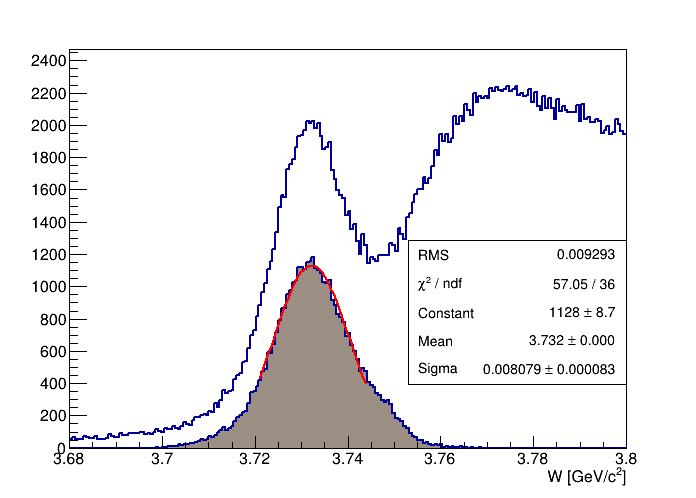 2400
2200
2000
1800
1600
1400
1200
1000
800
600
400
200
0
RMS 0.009293
χ² / ndf 57.05 / 36
Constant 1128 ± 8.7
Mean 3.732 ± 0.000
Sigma 0.008079 ± 0.000083
3.68 3.7 3.72 3.74 3.76 3.78 3.8
W [GeV/c²]